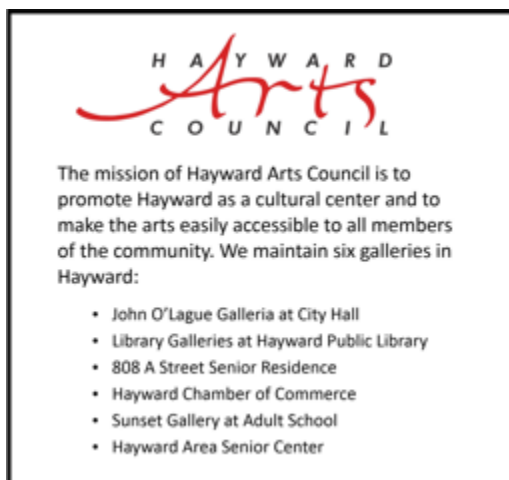 HAYWARD
Arts
COUNCIL
The mission of Hayward Arts Council is to
promote Hayward as a cultural center and to
make the arts easily accessible to all members
of the community. We maintain six galleries in
Hayward:
• John O'Lague Galleria at City Hall
• Library Galleries at Hayward Public Library
• 808 A Street Senior Residence
• Hayward Chamber of Commerce
• Sunset Gallery at Adult School
• Hayward Area Senior Center